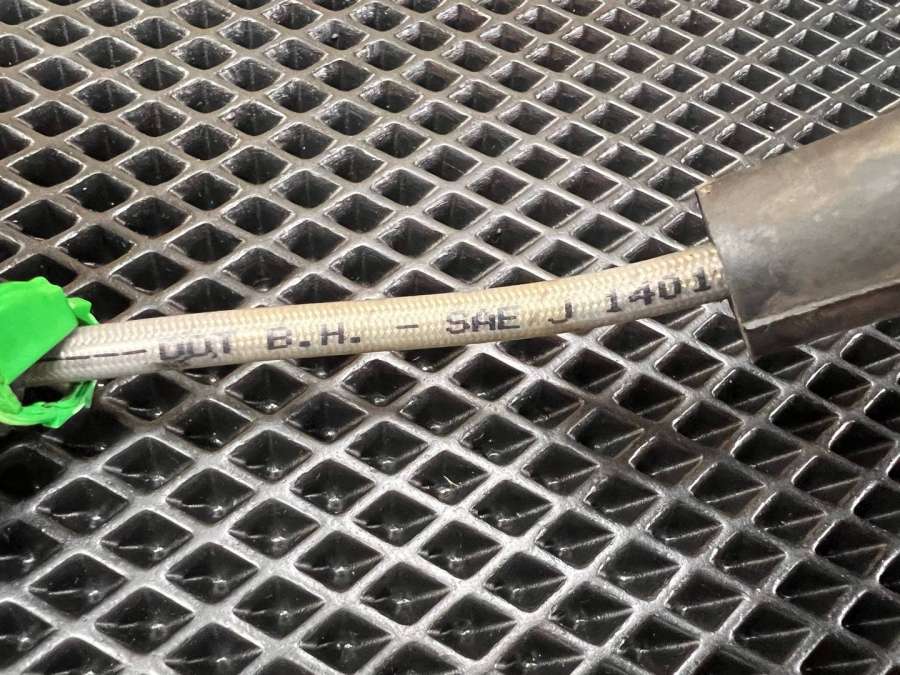 DOT B.H. - SAE J 1401